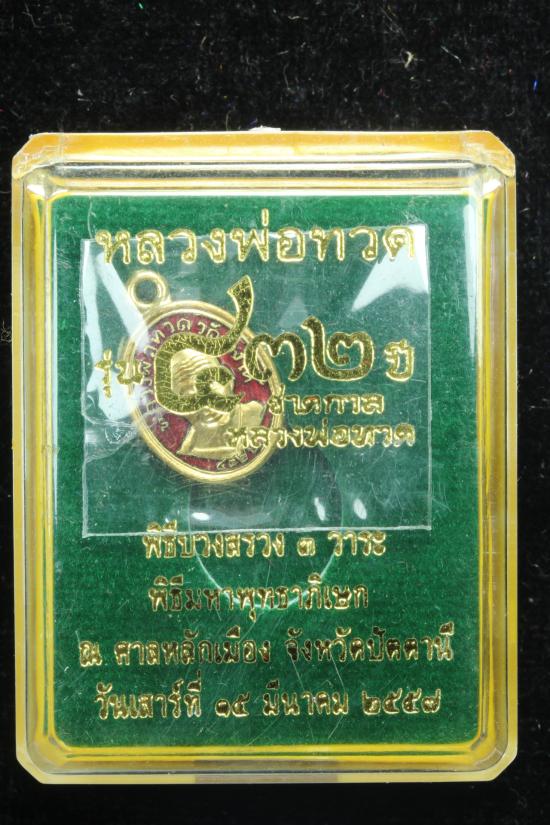 หลวงพ่อทวด
รุ่น ๔๓๒ ปี
ชาตกาล
หลวงพ่อทวด
พิธีบวงสรวง ๓ วาระ
พิธีมหาพุทธาภิเษก
ณ ศาลหลักเมือง จังหวัดปัตตานี
วันเสาร์ที่ ๑๕ มีนาคม ๒๕๕๗